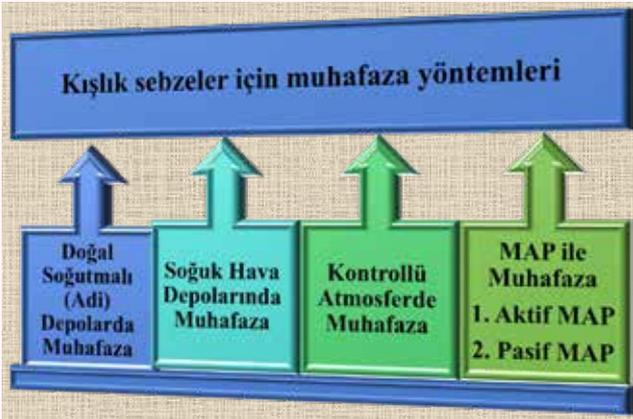 Kışlık sebzeler için muhafaza yöntemleri
Doğal
Soğutmalı
(Adi)
Depolarda
Muhafaza
Soğuk Hava
Depolarında
Muhafaza
Kontrollü
Atmosferde
Muhafaza
MAP ile
Muhafaza
1. Aktif MAP
2. Pasif MAP